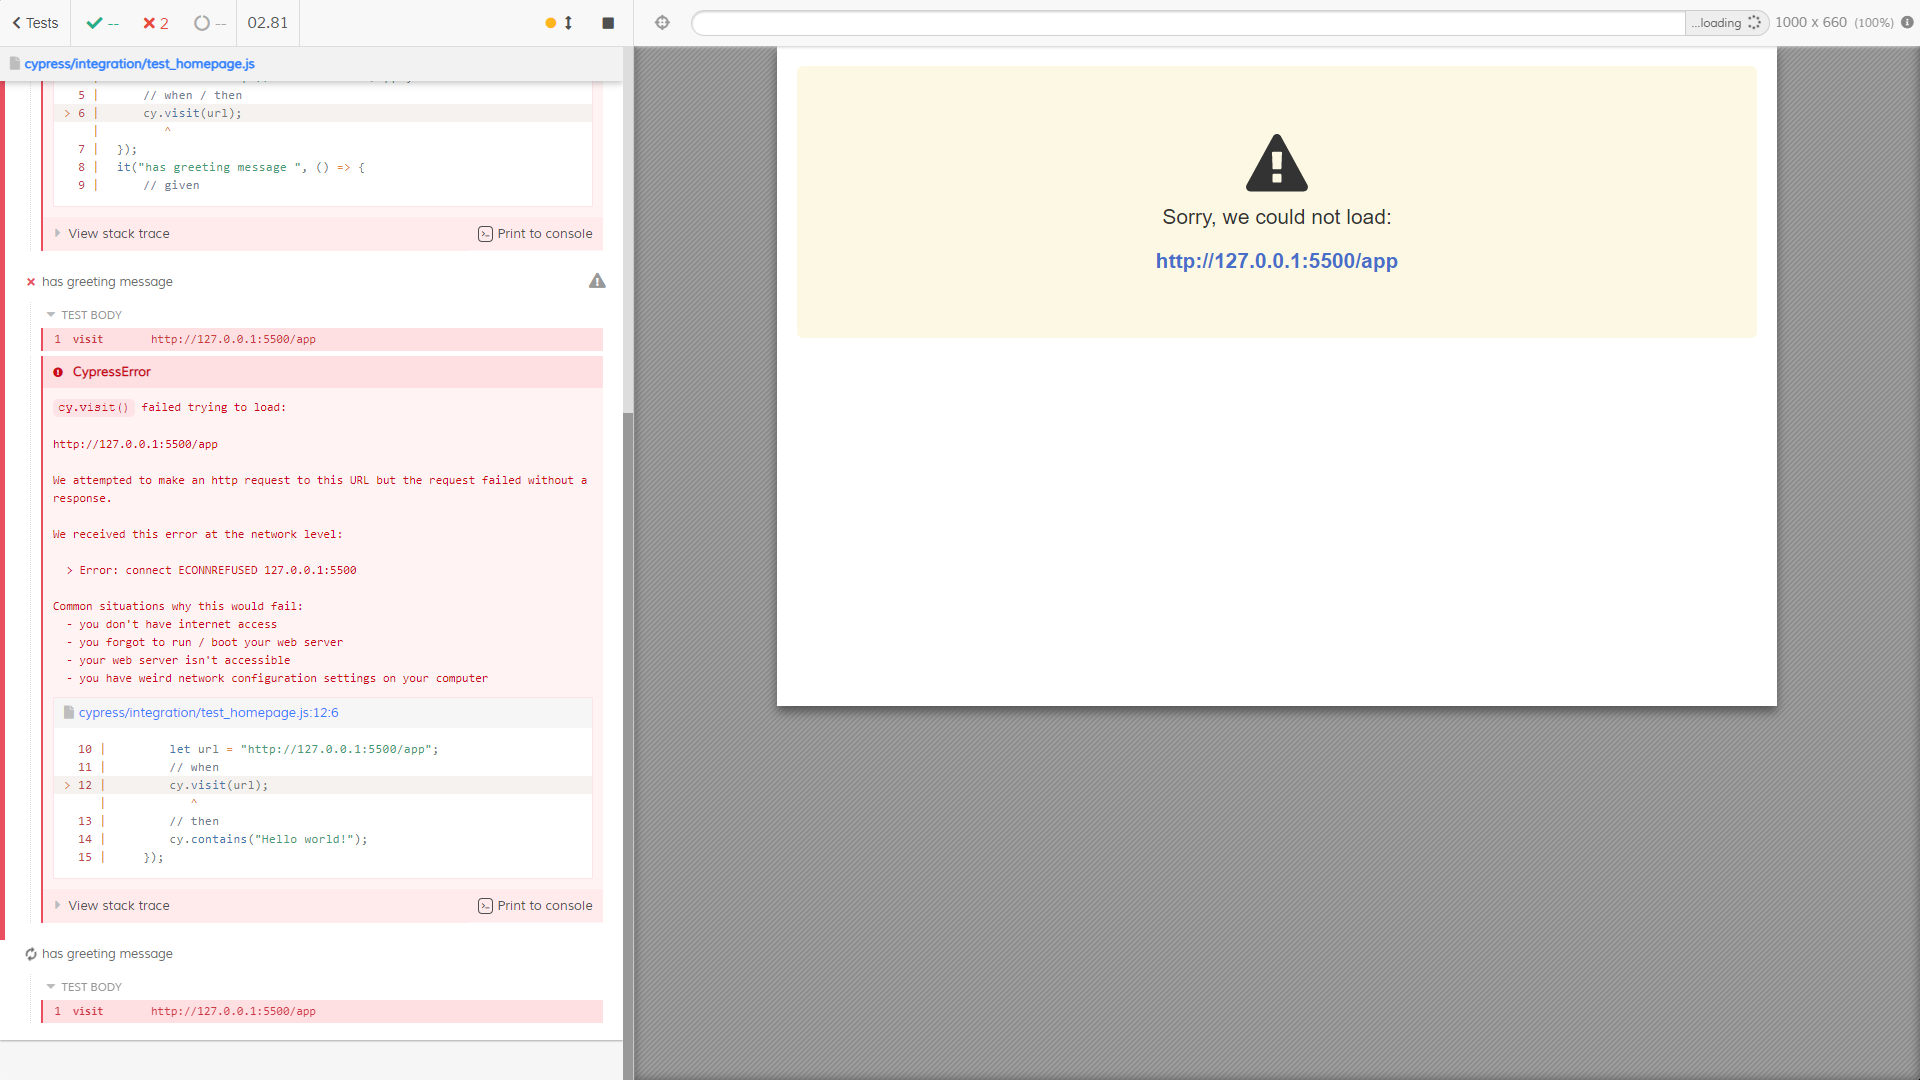 Tests
--
2
--
02.81
...loading
1000 x 660 (100%)
cypress/integration/test_homepage.js
5 | // when / then
> 6 | cy.visit(url);
| ^
7 | });
8 | it("has greeting message ", () => {
9 | // given
View stack trace
Print to console
has greeting message
TEST BODY
1 visit http://127.0.0.1:5500/app
CypressError
cy.visit() failed trying to load:
http://127.0.0.1:5500/app
We attempted to make an http request to this URL but the request failed without a
response.
We received this error at the network level:
> Error: connect ECONNREFUSED 127.0.0.1:5500
Common situations why this would fail:
- you don't have internet access
- you forgot to run / boot your web server
- your web server isn't accessible
- you have weird network configuration settings on your computer
cypress/integration/test_homepage.js:12:6
10 | let url = "http://127.0.0.1:5500/app";
11 | // when
> 12 | cy.visit(url);
| ^
13 | // then
14 | cy.contains("Hello world!");
15 | });
View stack trace
Print to console
has greeting message
TEST BODY
1 visit http://127.0.0.1:5500/app
Sorry, we could not load:
http://127.0.0.1:5500/app